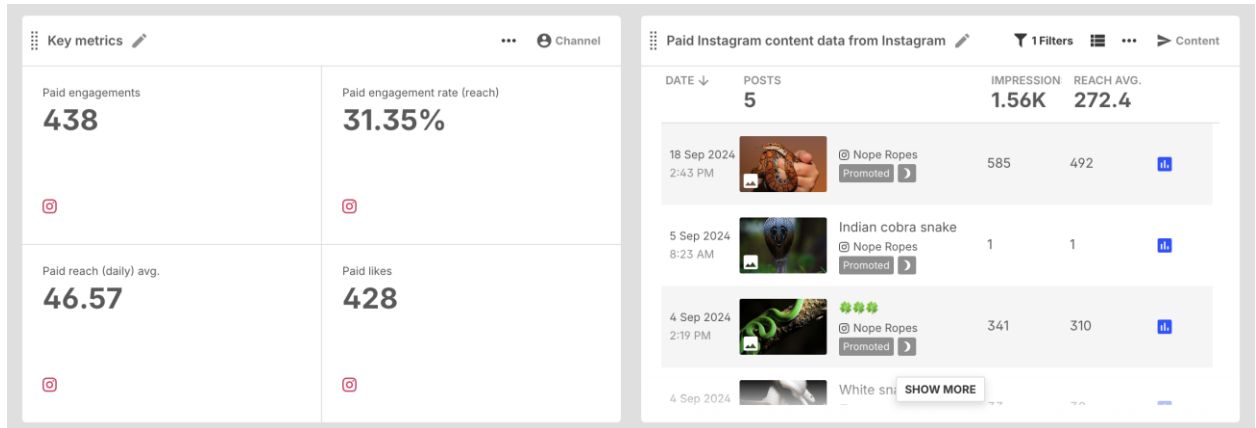 Key metrics
Channel
Paid engagements
438
Paid engagement rate (reach)
31.35%
Paid reach (daily) avg.
46.57
Paid likes
428
Paid Instagram content data from Instagram
1 Filters
Content
DATE
POSTS
5
IMPRESSION
1.56K
REACH AVG.
272.4
18 Sep 2024
2:43 PM
Nope Ropes
Promoted
585
492
5 Sep 2024
8:23 AM
Indian cobra snake
Nope Ropes
Promoted
1
1
4 Sep 2024
2:19 PM
🍀🍀🍀
Nope Ropes
Promoted
341
310
4 Sep 2024
White sna
SHOW MORE